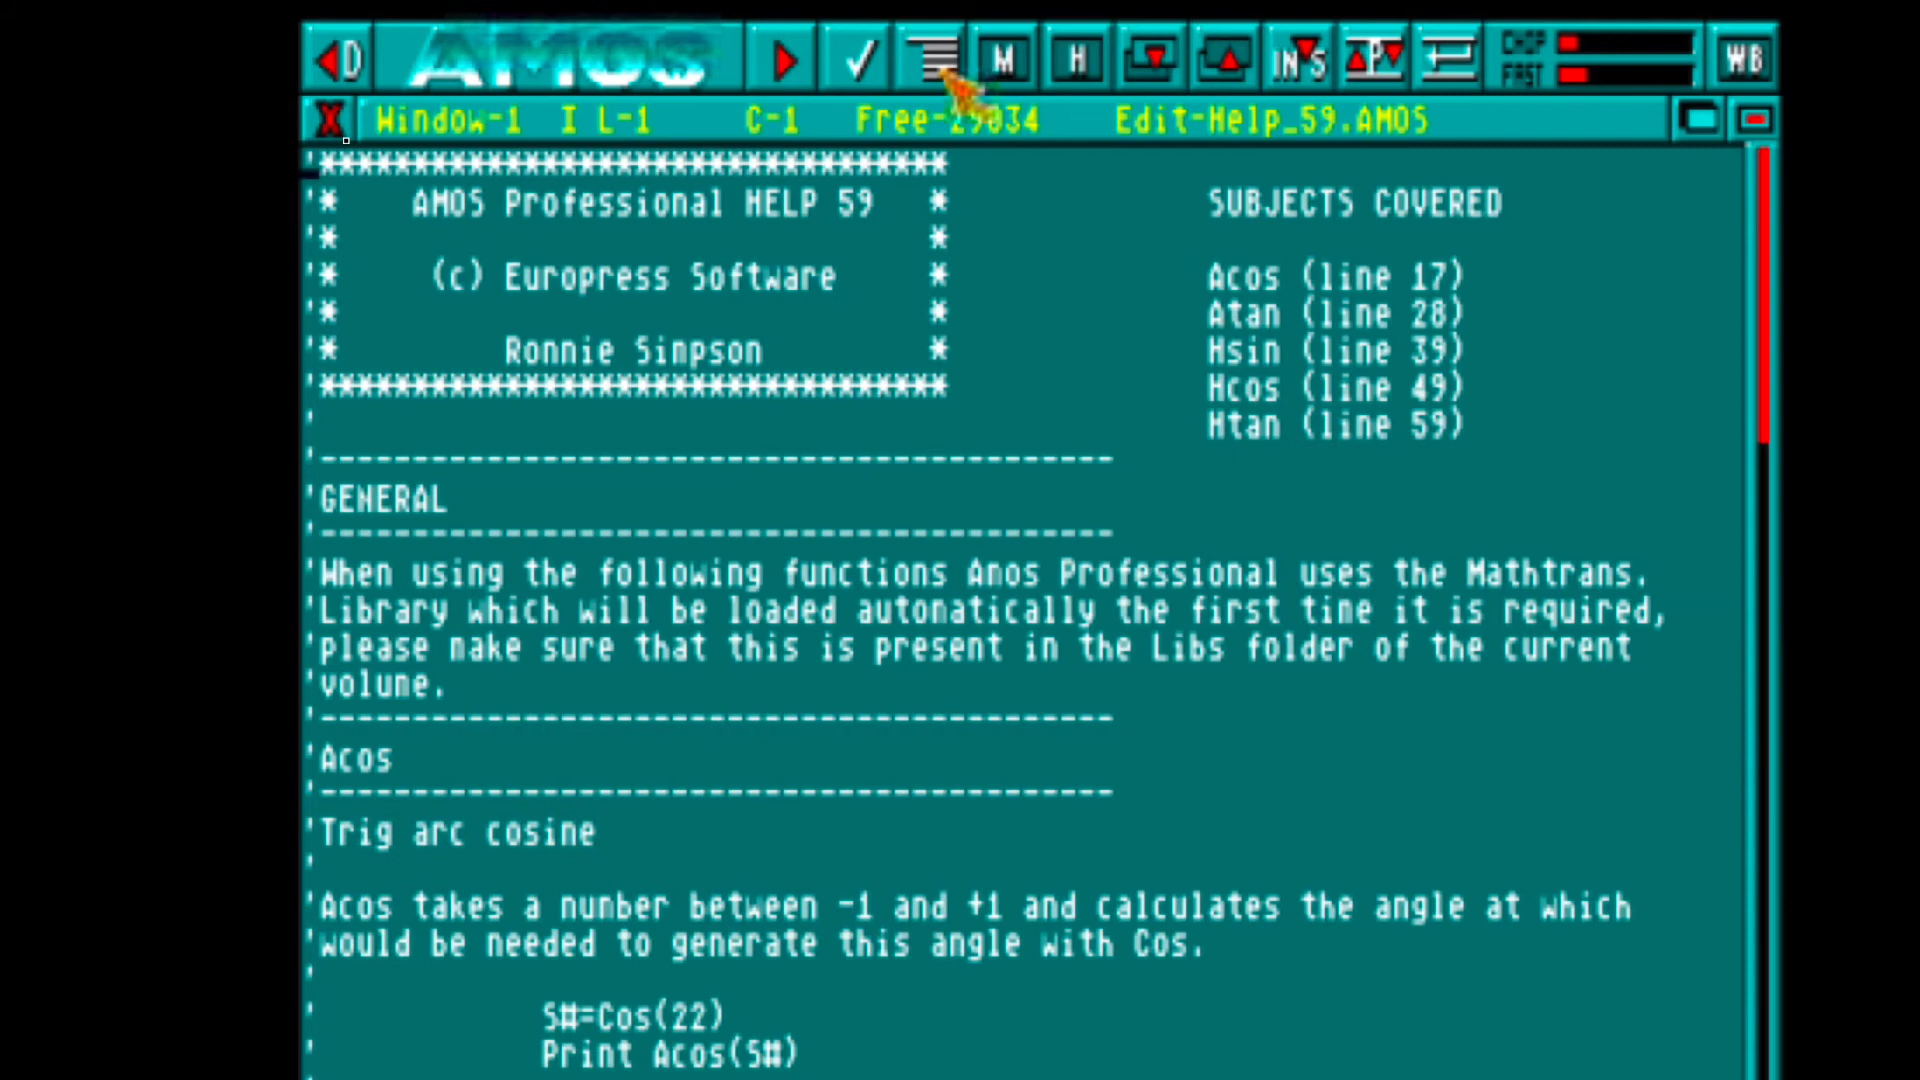 D AMOS M H INS P CHIP FAST WB
X Window-1 I L-1 C-1 Free-29034 Edit-Help_59.AMOS
'**********************************
'* AMOS Professional HELP 59 * SUBJECTS COVERED
'* *
'* (c) Europress Software * Acos (line 17)
'* * Atan (line 28)
'* Ronnie Simpson * Hsin (line 39)
'********************************** Hcos (line 49)
' Htan (line 59)
'-------------------------------------------
'GENERAL
'-------------------------------------------
'When using the following functions Amos Professional uses the Mathtrans.
'Library which will be loaded automatically the first time it is required,
'please make sure that this is present in the Libs folder of the current
'volume.
'-------------------------------------------
'Acos
'-------------------------------------------
'Trig arc cosine
'
'Acos takes a number between -1 and +1 and calculates the angle at which
'would be needed to generate this angle with Cos.
'
' S#=Cos(22)
' Print Acos(S#)